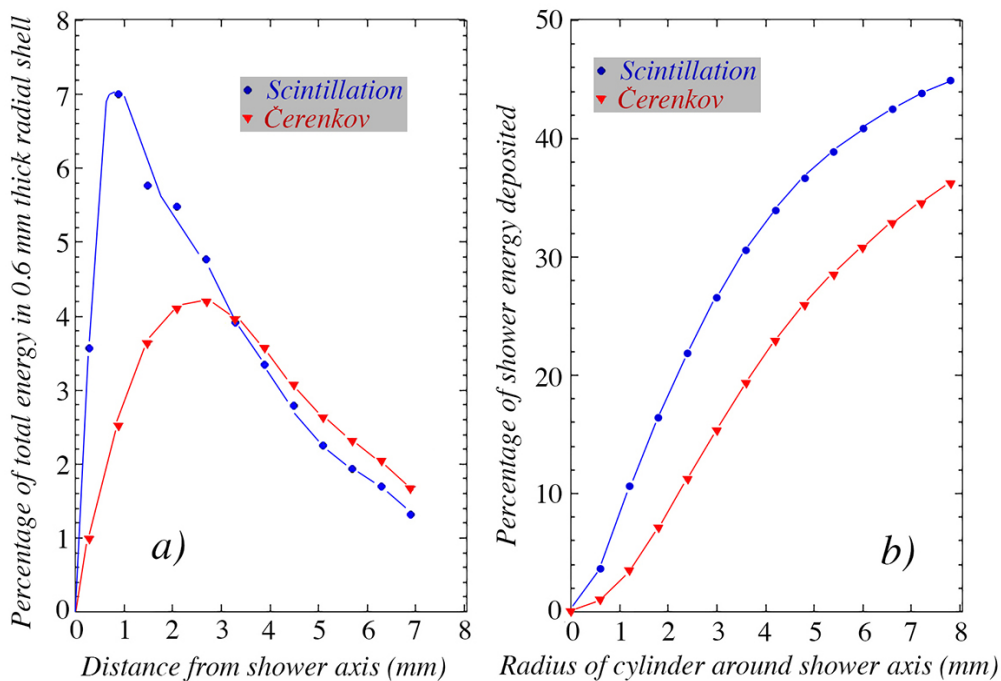 Percentage of total energy in 0.6 mm thick radial shell
8
7
6
5
4
3
2
1
0
Scintillation
Čerenkov
a)
0 1 2 3 4 5 6 7 8
Distance from shower axis (mm)
Percentage of shower energy deposited
50
40
30
20
10
0
Scintillation
Čerenkov
b)
0 1 2 3 4 5 6 7 8
Radius of cylinder around shower axis (mm)